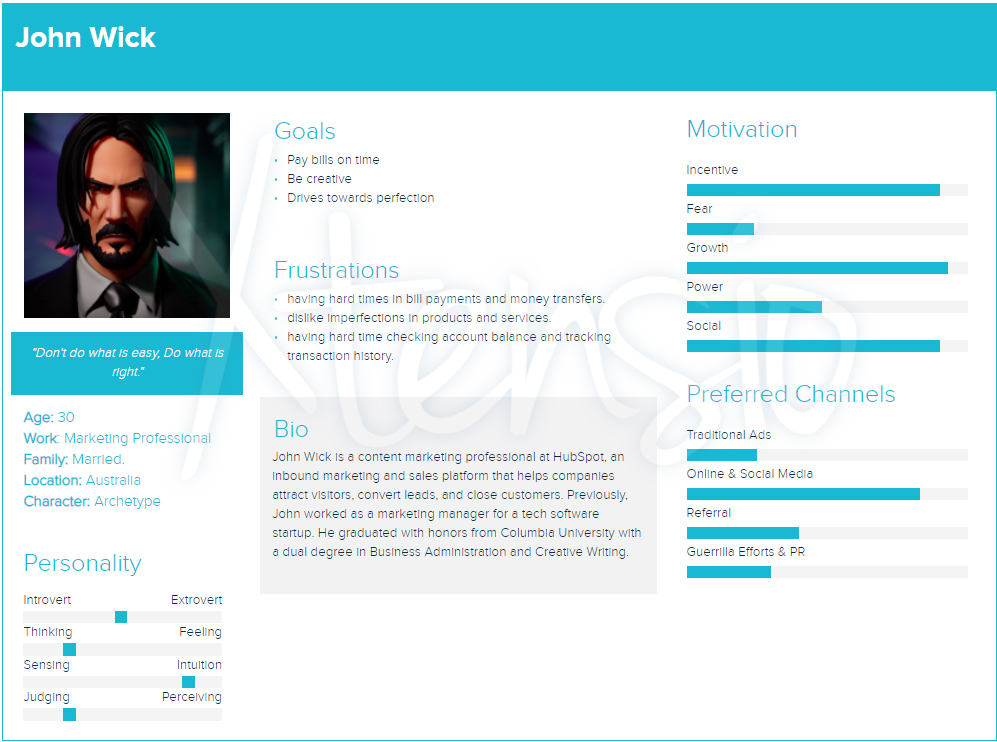 John Wick
"Don't do what is easy, Do what is
right."
Age: 30
Work: Marketing Professional
Family: Married.
Location: Australia
Character: Archetype
Personality
Introvert Extrovert
Thinking Feeling
Sensing Intuition
Judging Perceiving
Goals
• Pay bills on time
• Be creative
• Drives towards perfection
Frustrations
• having hard times in bill payments and money transfers.
• dislike imperfections in products and services.
• having hard time checking account balance and tracking
transaction history.
Bio
John Wick is a content marketing professional at HubSpot, an
inbound marketing and sales platform that helps companies
attract visitors, convert leads, and close customers. Previously,
John worked as a marketing manager for a tech software
startup. He graduated with honors from Columbia University with
a dual degree in Business Administration and Creative Writing.
Motivation
Incentive
Fear
Growth
Power
Social
Preferred Channels
Traditional Ads
Online & Social Media
Referral
Guerrilla Efforts & PR
Xtensio